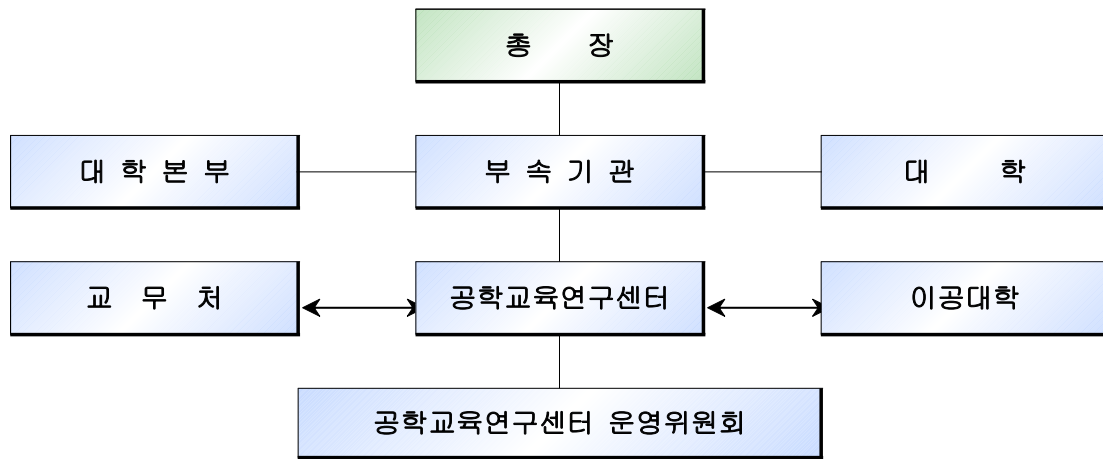 총 장
대 학 본 부
부 속 기 관
대 학
교 무 처
공학교육연구센터
이공대학
공학교육연구센터 운영위원회